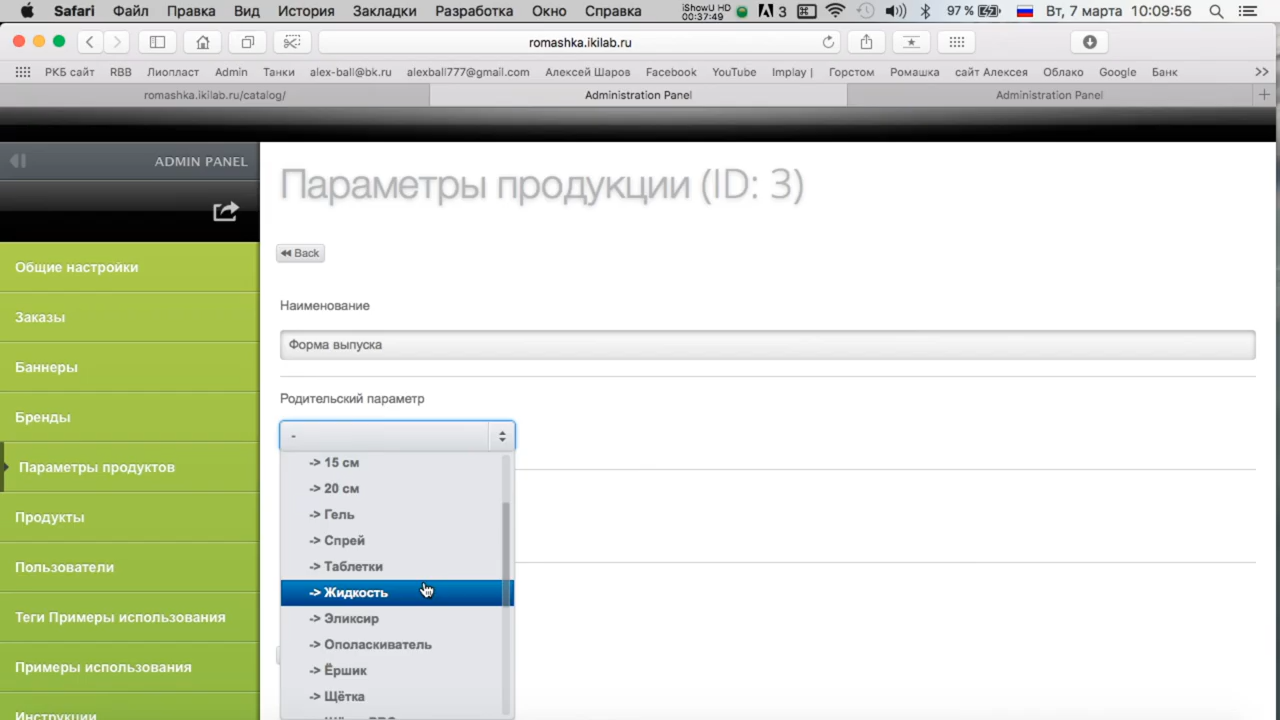 Safari Файл Правка Вид История Закладки Разработка Окно Справка iShowU HD 00:37:49 3 97 % Вт, 7 марта 10:09:56
romashka.ikilab.ru
РКБ сайт RBB Лиопласт Admin Танки alex-ball@bk.ru alexball777@gmail.com Алексей Шаров Facebook YouTube Implay | Горстом Ромашка сайт Алексея Облако Google Банк
romashka.ikilab.ru/catalog/ Administration Panel Administration Panel
ADMIN PANEL
Общие настройки
Заказы
Баннеры
Бренды
Параметры продуктов
Продукты
Пользователи
Теги Примеры использования
Примеры использования
Инструкции
Параметры продукции (ID: 3)
Back
Наименование
Форма выпуска
Родительский параметр
-
-> 15 см
-> 20 см
-> Гель
-> Спрей
-> Таблетки
-> Жидкость
-> Эликсир
-> Ополаскиватель
-> Ёршик
-> Щётка